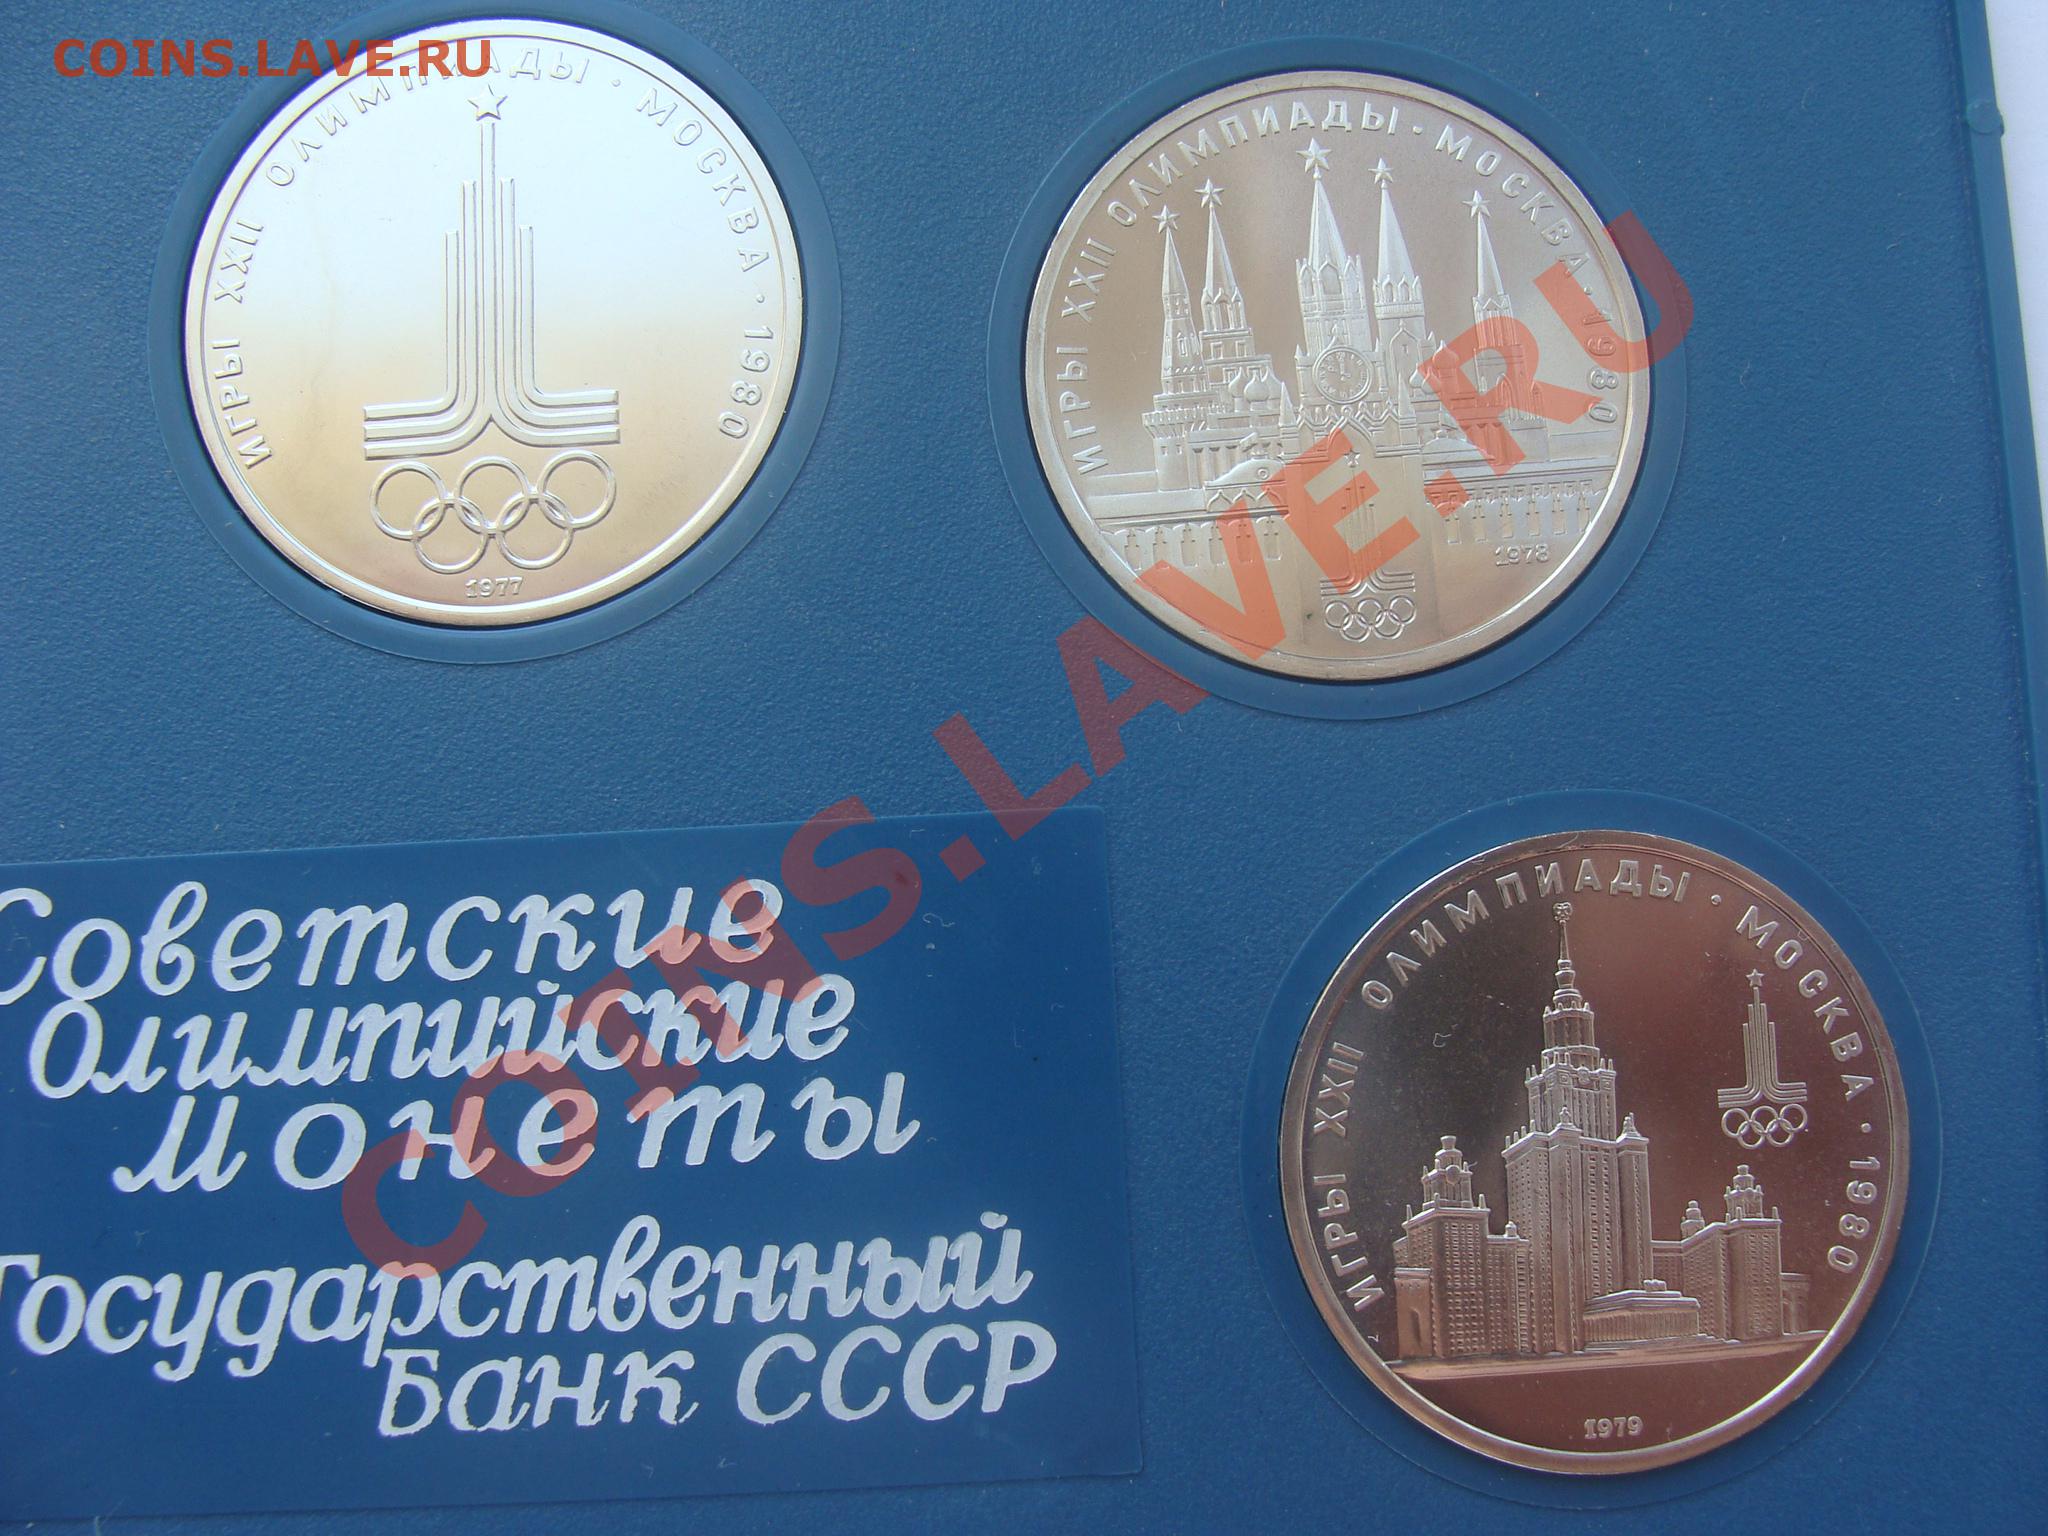 COINS.LAVE.RU
ИГРЫ XXII ОЛИМПИАДЫ · МОСКВА · 1980
1977
ИГРЫ XXII ОЛИМПИАДЫ · МОСКВА · 1980
1978
Советские
Олимпийские
монеты
Государственный
Банк СССР
ИГРЫ XXII ОЛИМПИАДЫ · МОСКВА · 1980
1979
COINS.LAVE.RU